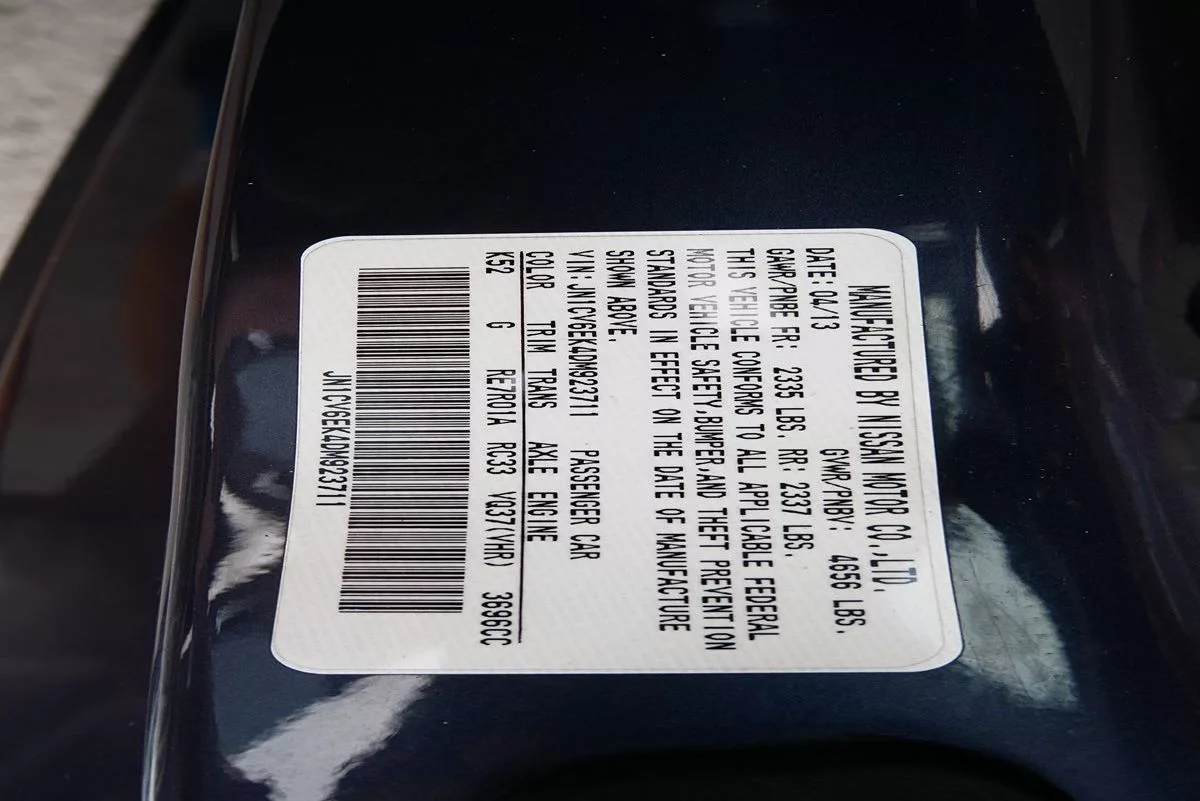 MANUFACTURED BY NISSAN MOTOR CO.,LTD.
DATE: 04/13 GVWR/PNBV: 4656 LBS.
GAWR/PNBE FR: 2335 LBS. RR: 2337 LBS.
THIS VEHICLE CONFORMS TO ALL APPLICABLE FEDERAL
MOTOR VEHICLE SAFETY,BUMPER,AND THEFT PREVENTION
STANDARDS IN EFFECT ON THE DATE OF MANUFACTURE
SHOWN ABOVE.
VIN: JN1CV6EK4DM923711 PASSENGER CAR
COLOR TRIM TRANS AXLE ENGINE
K52 G RE7R01A RC33 VQ37(VHR) 3696CC
JN1CV6EK4DM923711